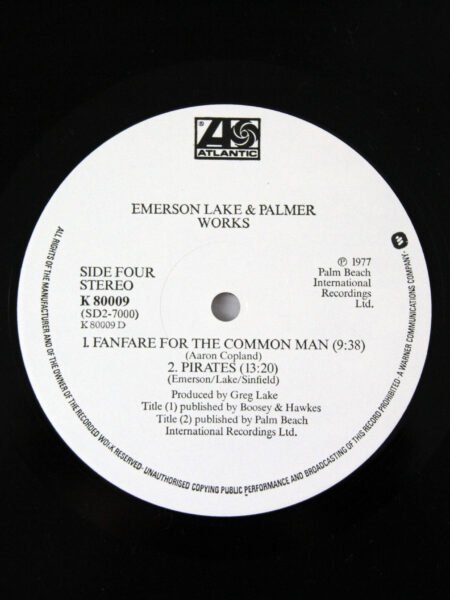 ®
ATLANTIC
EMERSON LAKE & PALMER
WORKS
SIDE FOUR
STEREO
K 80009
(SD2-7000)
K 80009 D
℗ 1977
Palm Beach
International
Recordings
Ltd.
1. FANFARE FOR THE COMMON MAN (9:38)
(Aaron Copland)
2. PIRATES (13:20)
(Emerson/Lake/Sinfield)
Produced by Greg Lake
Title (1) published by Boosey & Hawkes
Title (2) published by Palm Beach
International Recordings Ltd.
ALL RIGHTS OF THE MANUFACTURER AND OF THE OWNER OF THE RECORDED WORK RESERVED· UNAUTHORISED COPYING PUBLIC PERFORMANCE AND BROADCASTING OF THIS RECORD PROHIBITED· A WARNER COMMUNICATIONS COMPANY·